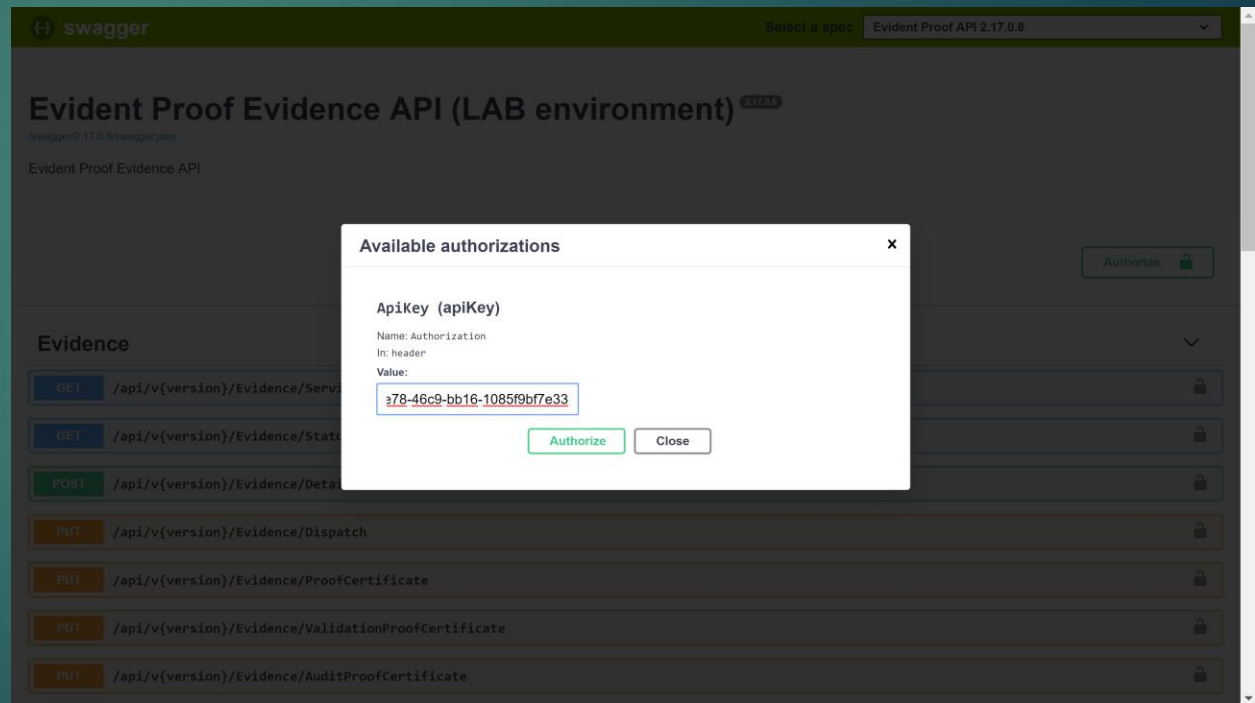 swagger
Select a spec Evident Proof API 2.17.0.8
Evident Proof Evidence API (LAB environment) 2.17.0.8
/swagger/2.17.0.8/swagger.json
Evident Proof Evidence API
Available authorizations x
Authorize
ApiKey (apiKey)
Name: Authorization
In: header
Value:
e78-46c9-bb16-1085f9bf7e33
Authorize Close
Evidence
GET /api/v{version}/Evidence/Servi
GET /api/v{version}/Evidence/Statu
POST /api/v{version}/Evidence/Detai
PUT /api/v{version}/Evidence/Dispatch
PUT /api/v{version}/Evidence/ProofCertificate
PUT /api/v{version}/Evidence/ValidationProofCertificate
PUT /api/v{version}/Evidence/AuditProofCertificate